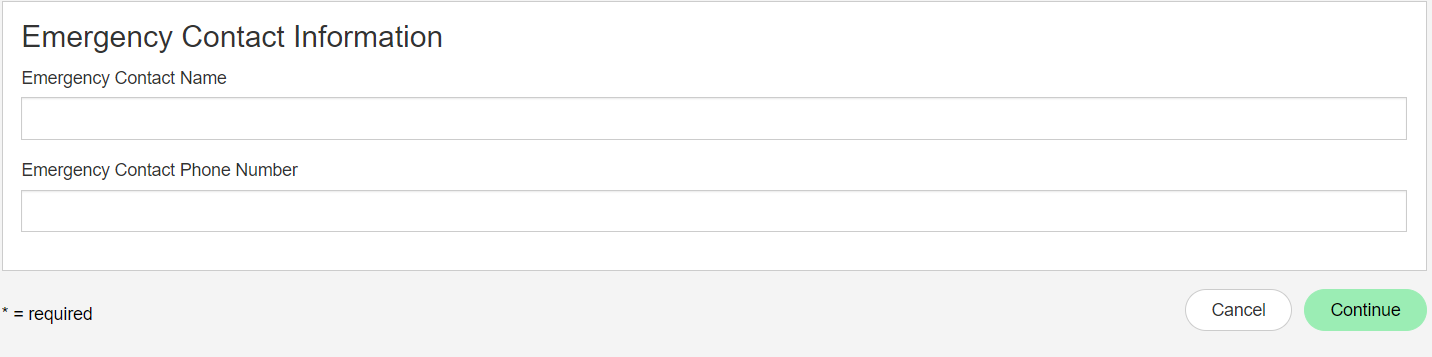 Emergency Contact Information
Emergency Contact Name
Emergency Contact Phone Number
* = required
Cancel
Continue